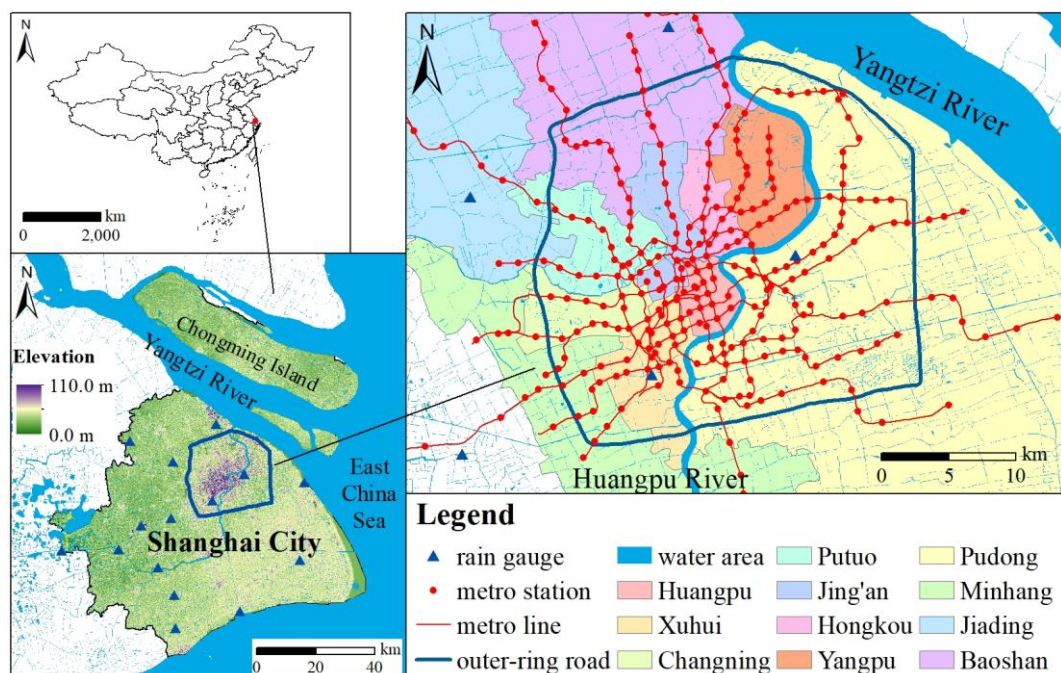 N
km
0 2,000
N
Elevation
110.0 m
0.0 m
Chongming Island
Yangtzi River
East
China
Sea
Shanghai City
km
0 20 40
N
Yangtzi River
Huangpu River
km
0 5 10
Legend
rain gauge
metro station
metro line
outer-ring road
water area
Huangpu
Xuhui
Changning
Putuo
Jing'an
Hongkou
Yangpu
Pudong
Minhang
Jiading
Baoshan